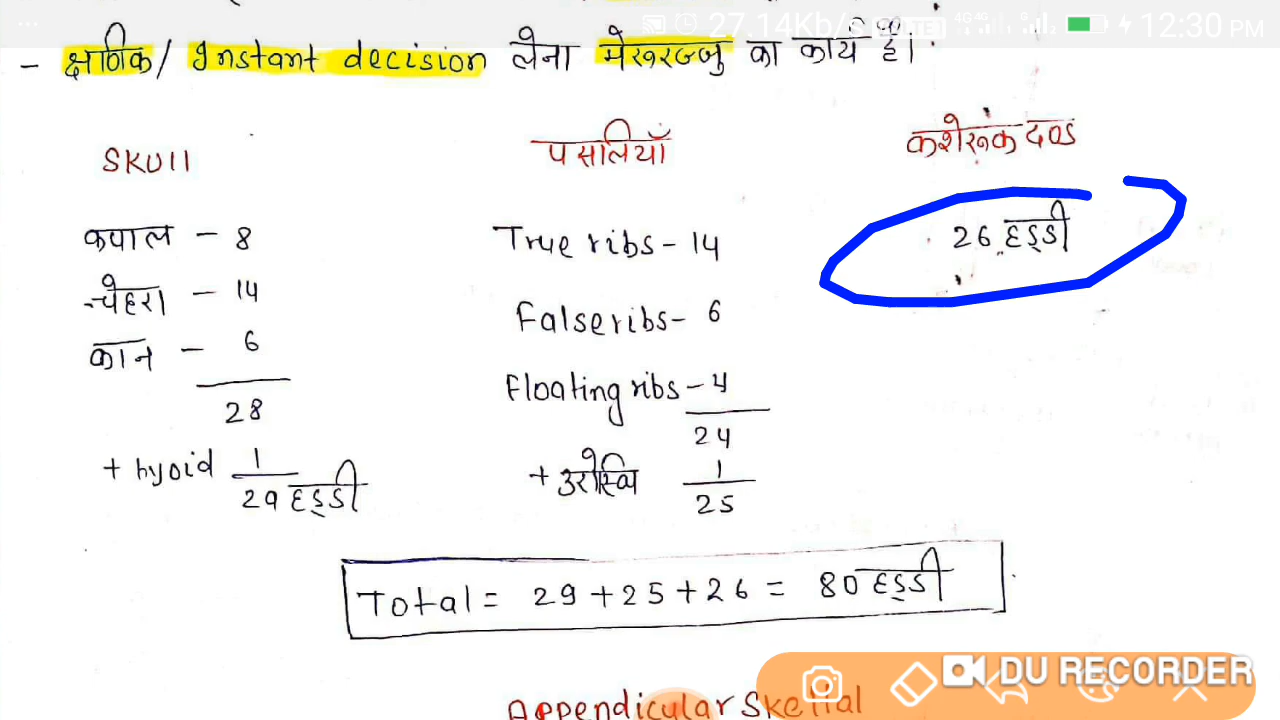 27.14Kb/s 12:30 PM
- क्षणिक / Instant decision लेना मेरूरज्जु का कार्य है।
SKUll
कपाल - 8
चेहरा - 14
कान - 6
28
+ hyoid 1
29 हड्डी
पसलियाँ
True ribs - 14
False ribs - 6
Floating ribs - 4
24
+ उरोस्थि 1
25
कशेरूक दण्ड
26 हड्डी
Total = 29 + 25 + 26 = 80 हड्डी
DU RECORDER
Appendicular Skeltal